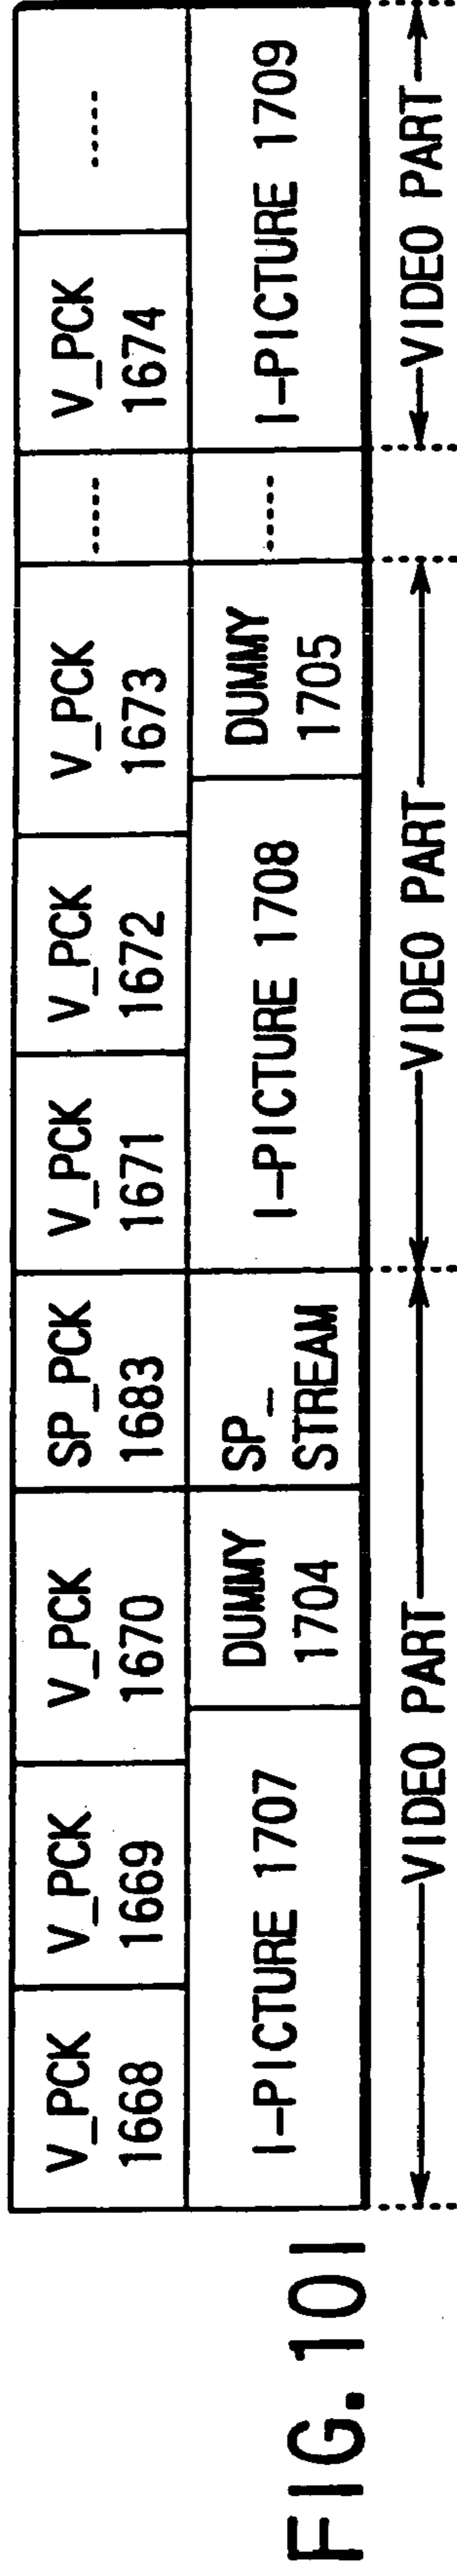 FIG. 10I
V_PCK
1668
V_PCK
1669
V_PCK
1670
SP_PCK
1683
V_PCK
1671
V_PCK
1672
V_PCK
1673
-----
V_PCK
1674
-----
I-PICTURE 1707
DUMMY
1704
SP_
STREAM
I-PICTURE 1708
DUMMY
1705
-----
I-PICTURE 1709
VIDEO PART
VIDEO PART
VIDEO PART